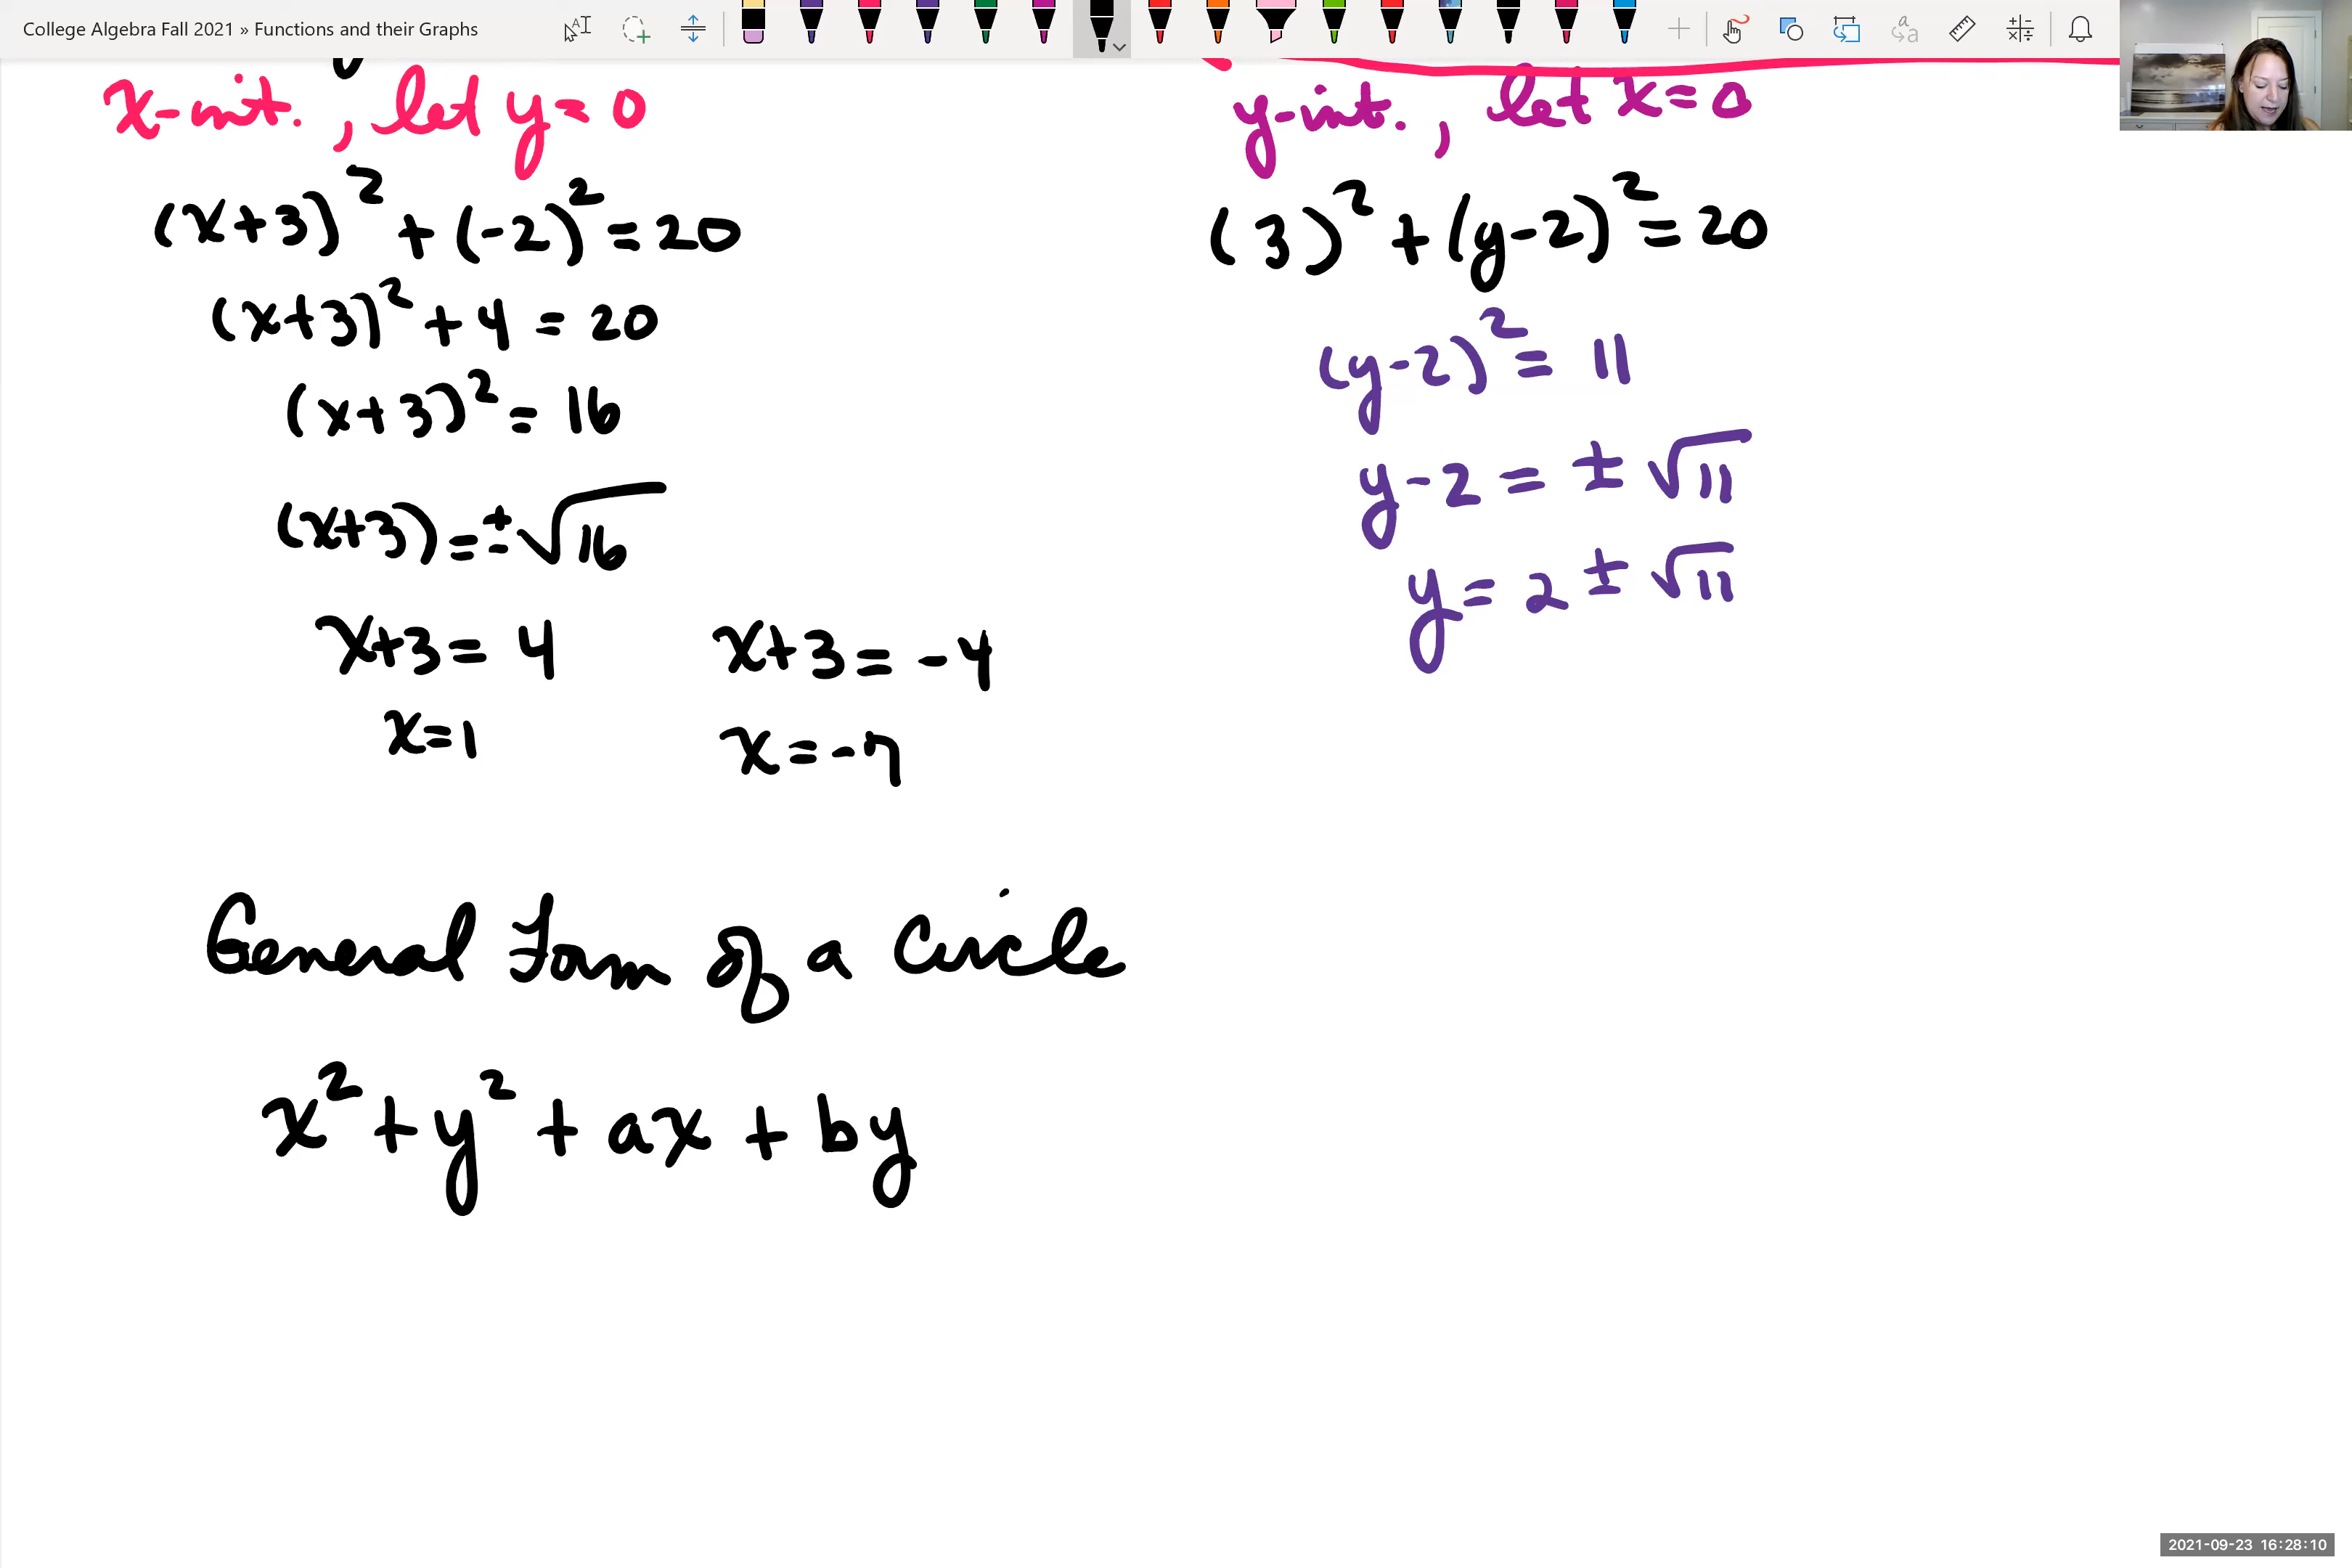 College Algebra Fall 2021 » Functions and their Graphs
x-int., let y=0
(x+3)² + (-2)² = 20
(x+3)² + 4 = 20
(x+3)² = 16
(x+3) = ±√16
x+3 = 4 x+3 = -4
x=1 x=-7
y-int., let x=0
(3)² + (y-2)² = 20
(y-2)² = 11
y-2 = ± √11
y = 2 ± √11
General Form of a Circle
x² + y² + ax + by
2021-09-23 16:28:10